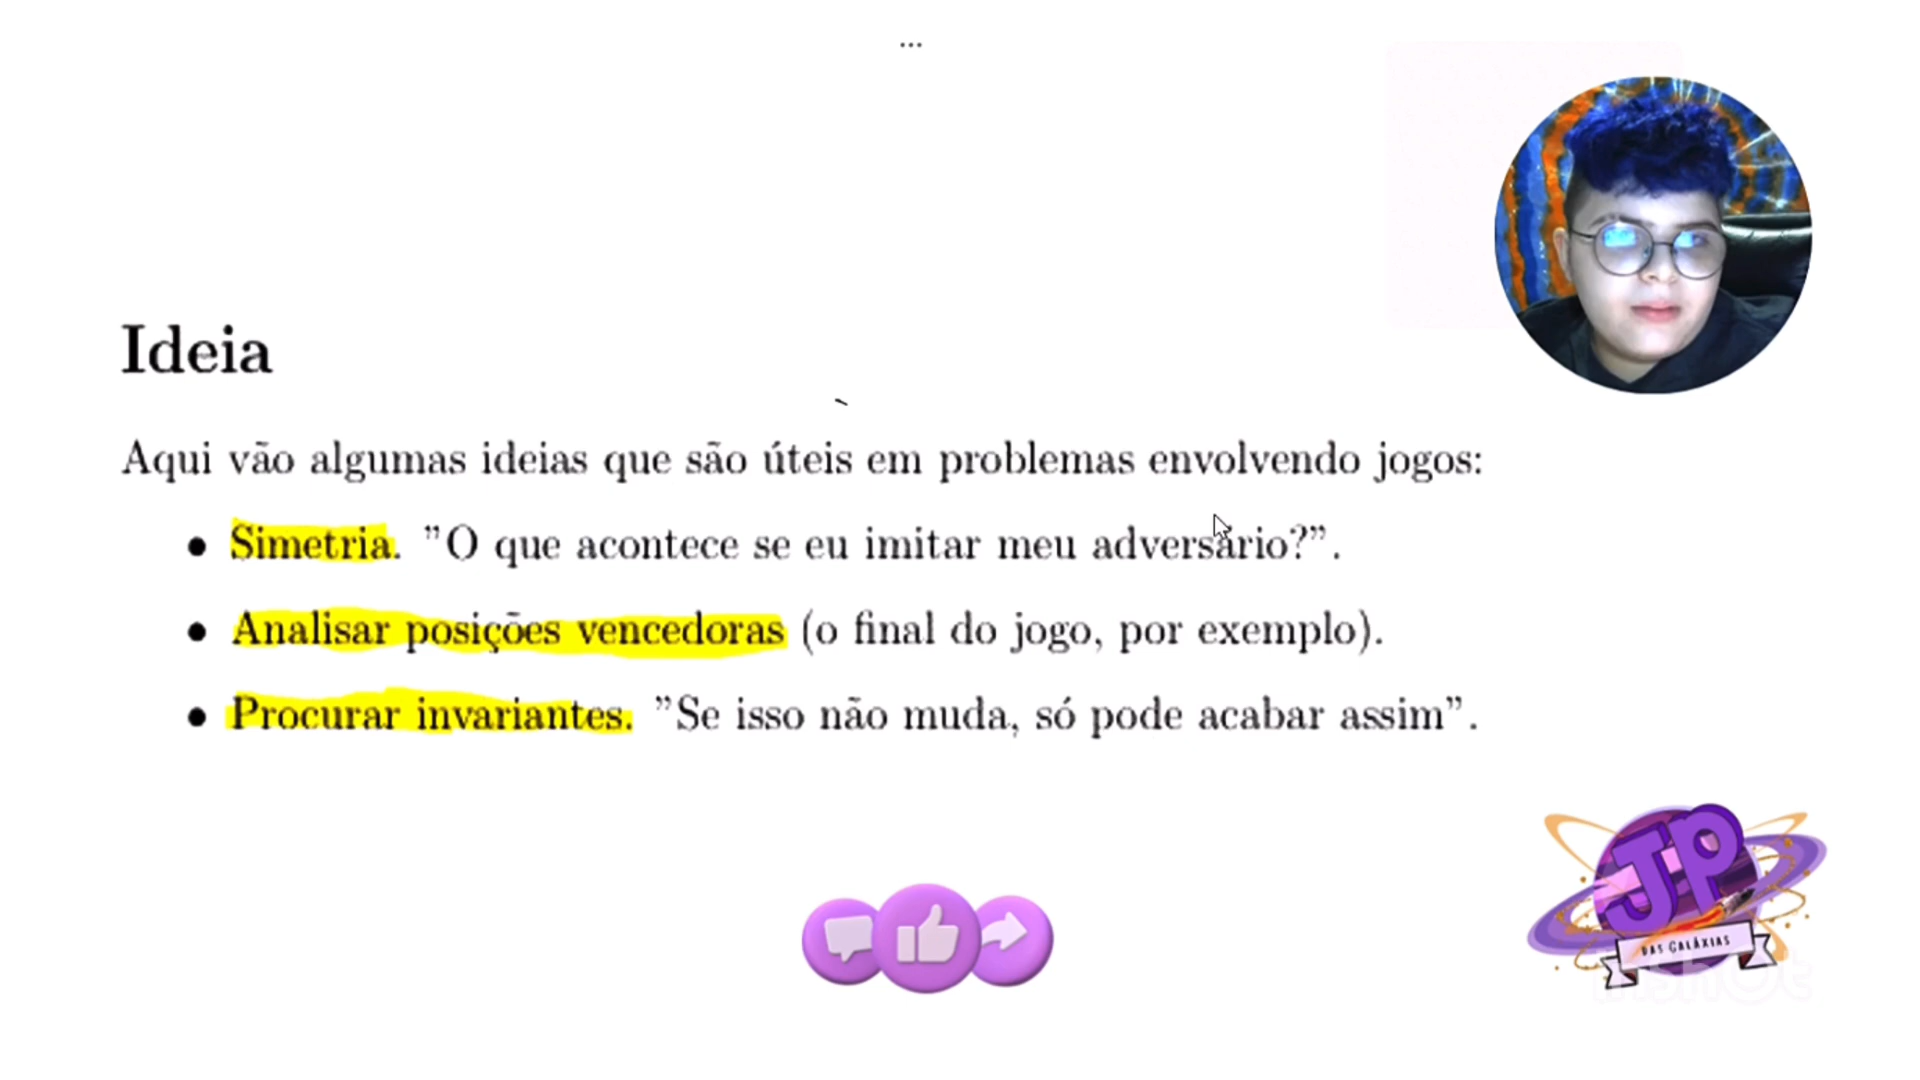 ...
Ideia
Aqui vão algumas ideias que são úteis em problemas envolvendo jogos:
• Simetria. ”O que acontece se eu imitar meu adversário?”.
• Analisar posições vencedoras (o final do jogo, por exemplo).
• Procurar invariantes. ”Se isso não muda, só pode acabar assim”.
JP
DAS GALÁXIAS
InShOt